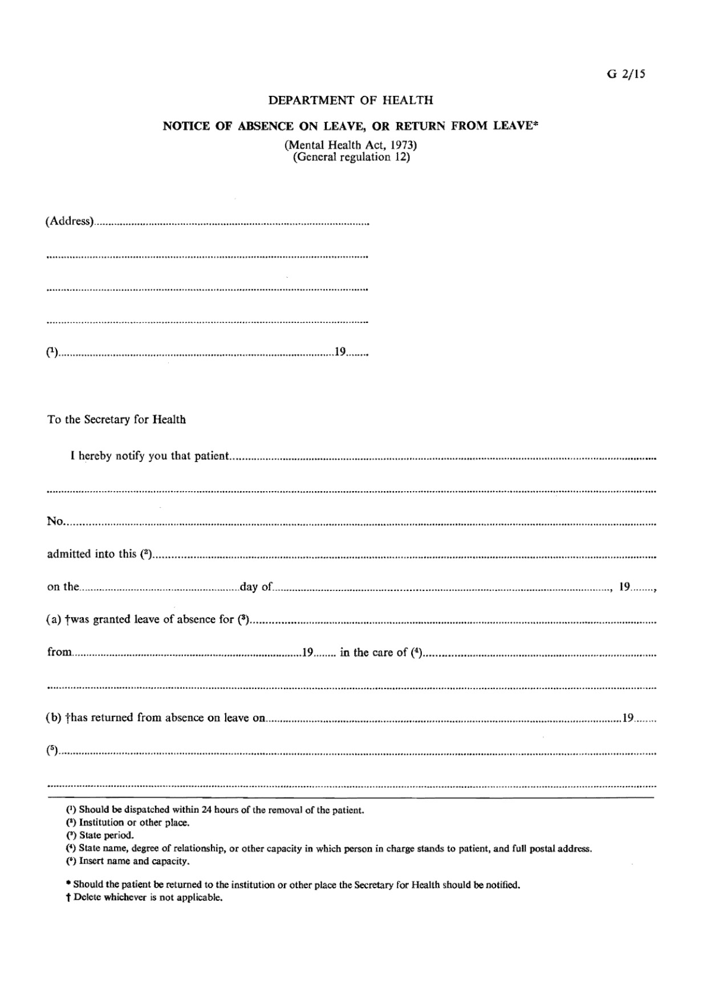 G 2/15
DEPARTMENT OF HEALTH
NOTICE OF ABSENCE ON LEAVE, OR RETURN FROM LEAVE*
(Mental Health Act, 1973)
(General regulation 12)
(Address)..........
..........
..........
..........
(¹)..........19........
To the Secretary for Health
I hereby notify you that patient..........
..........
No..........
admitted into this (²)..........
on the..........day of.........., 19........,
(a) †was granted leave of absence for (³)..........
from..........19........ in the care of (⁴)..........
..........
(b) †has returned from absence on leave on..........19........
(⁵)..........
..........
(¹) Should be dispatched within 24 hours of the removal of the patient.
(²) Institution or other place.
(³) State period.
(⁴) State name, degree of relationship, or other capacity in which person in charge stands to patient, and full postal address.
(⁵) Insert name and capacity.
* Should the patient be returned to the institution or other place the Secretary for Health should be notified.
† Delete whichever is not applicable.